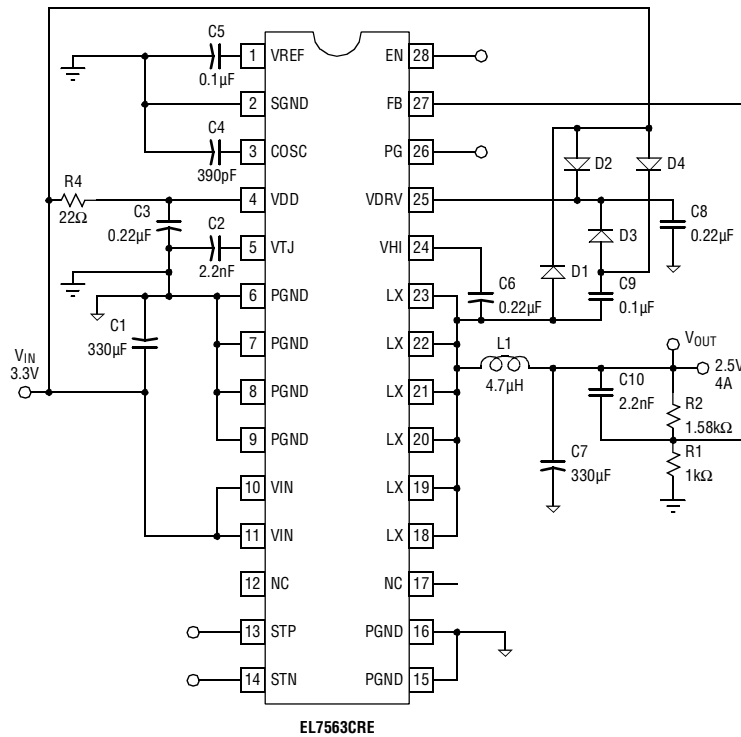 C5
0.1µF
1 VREF
EN 28
2 SGND
FB 27
C4
390pF
3 COSC
PG 26
D2
D4
R4
22Ω
4 VDD
VDRV 25
C3
0.22µF
C2
2.2nF
5 VTJ
VHI 24
D3
C8
0.22µF
D1
6 PGND
LX 23
C6
0.22µF
C9
0.1µF
C1
330µF
7 PGND
LX 22
VIN
3.3V
L1
4.7µH
VOUT
2.5V
4A
8 PGND
LX 21
C10
2.2nF
R2
1.58kΩ
9 PGND
LX 20
R1
1kΩ
C7
330µF
10 VIN
LX 19
11 VIN
LX 18
12 NC
NC 17
13 STP
PGND 16
14 STN
PGND 15
EL7563CRE